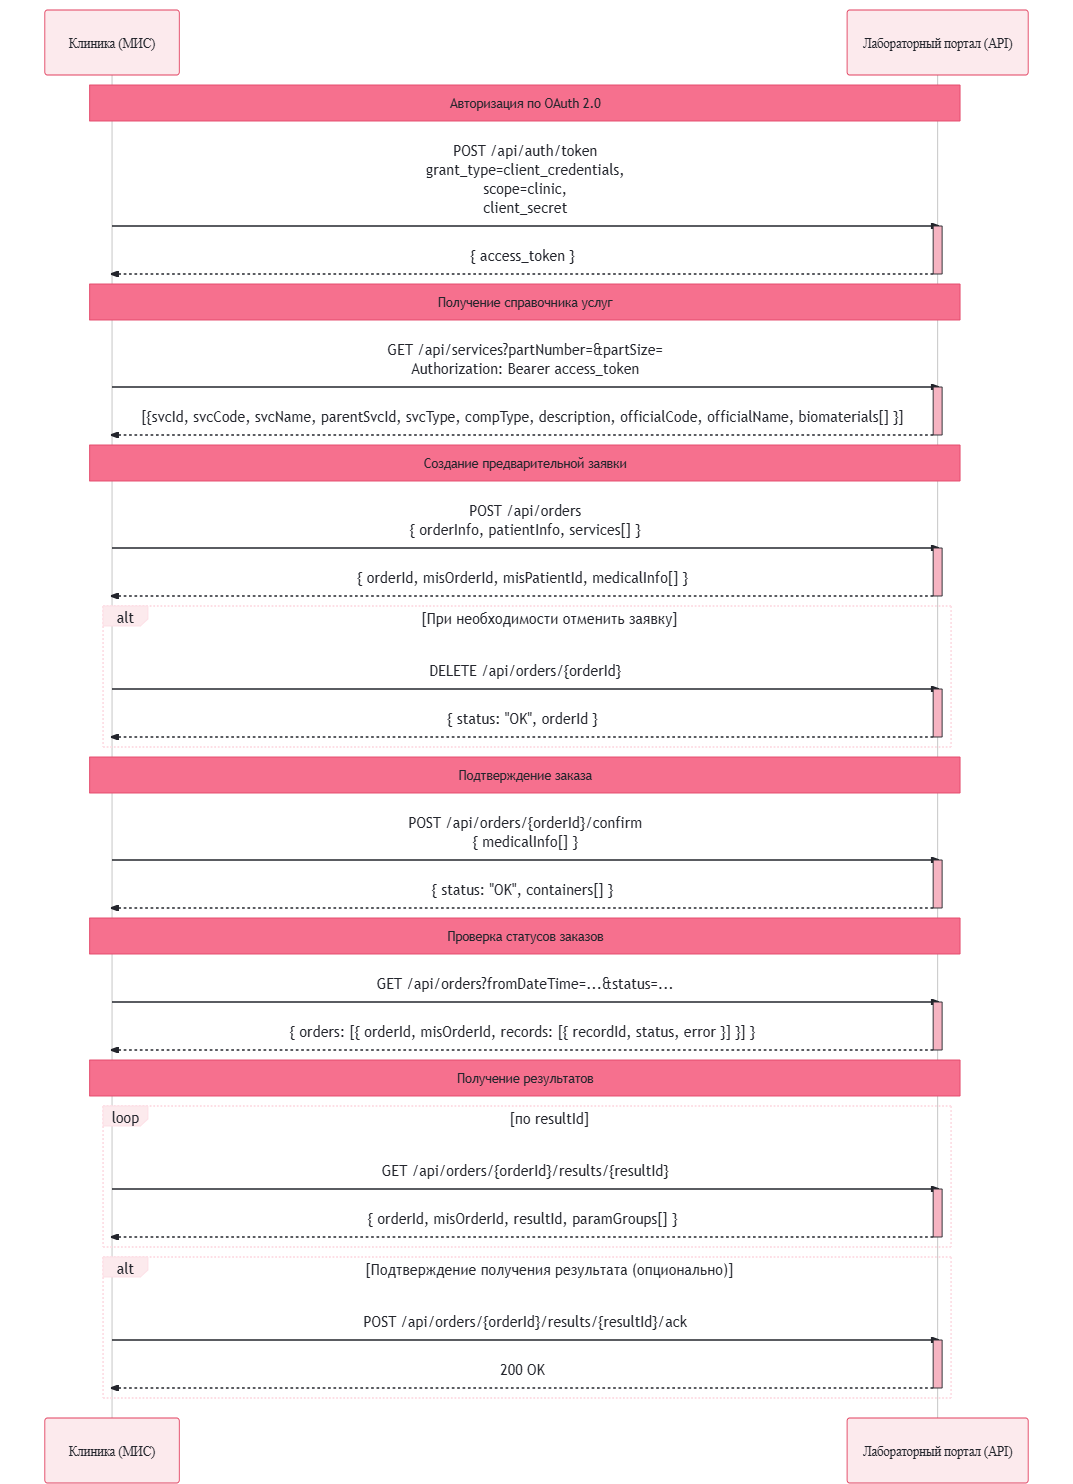 Клиника (МИС)
Лабораторный портал (API)
Авторизация по OAuth 2.0
POST /api/auth/token
grant_type=client_credentials,
scope=clinic,
client_secret
{ access_token }
Получение справочника услуг
GET /api/services?partNumber=&partSize=
Authorization: Bearer access_token
[{svcId, svcCode, svcName, parentSvcId, svcType, compType, description, officialCode, officialName, biomaterials[] }]
Создание предварительной заявки
POST /api/orders
{ orderInfo, patientInfo, services[] }
{ orderId, misOrderId, misPatientId, medicalInfo[] }
alt
[При необходимости отменить заявку]
DELETE /api/orders/{orderId}
{ status: "OK", orderId }
Подтверждение заказа
POST /api/orders/{orderId}/confirm
{ medicalInfo[] }
{ status: "OK", containers[] }
Проверка статусов заказов
GET /api/orders?fromDateTime=...&status=...
{ orders: [{ orderId, misOrderId, records: [{ recordId, status, error }] }] }
Получение результатов
loop
[по resultId]
GET /api/orders/{orderId}/results/{resultId}
{ orderId, misOrderId, resultId, paramGroups[] }
alt
[Подтверждение получения результата (опционально)]
POST /api/orders/{orderId}/results/{resultId}/ack
200 OK
Клиника (МИС)
Лабораторный портал (API)